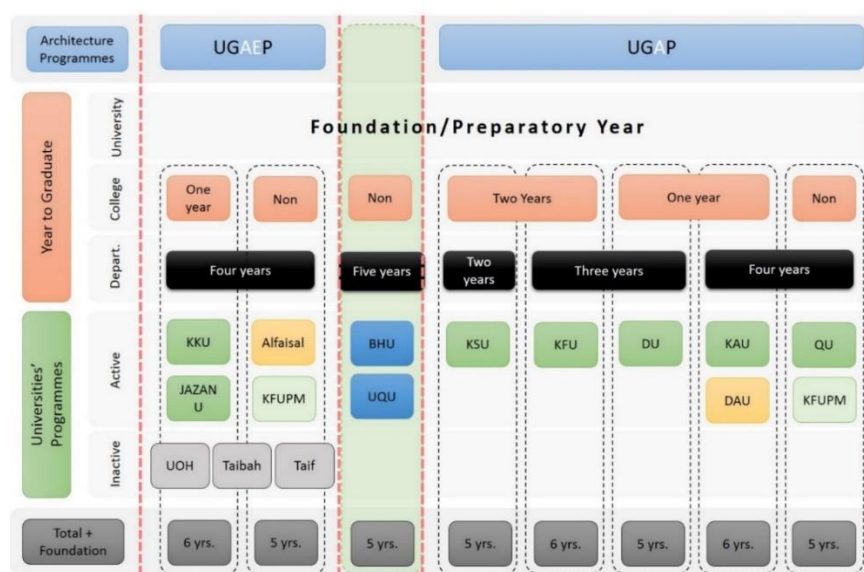 Architecture
Programmes
UGAEP
UGAP
Foundation/Preparatory Year
Year to Graduate
University
College
One
year
Non
Non
Two Years
One year
Non
Depart.
Four years
Five years
Two
years
Three years
Four years
Universities'
Programmes
Active
KKU
Alfaisal
BHU
KSU
KFU
DU
KAU
QU
JAZAN
U
KFUPM
UQU
DAU
KFUPM
Inactive
UOH
Taibah
Taif
Total +
Foundation
6 yrs.
5 yrs.
5 yrs.
5 yrs.
6 yrs.
5 yrs.
6 yrs.
5 yrs.